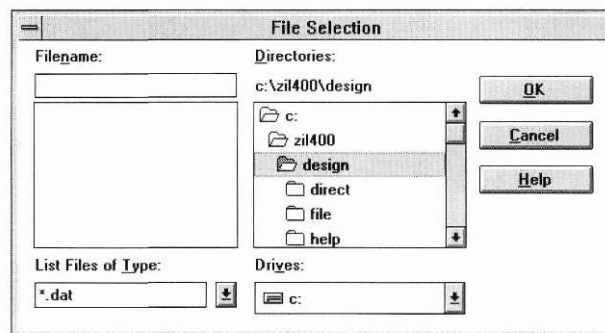 File Selection
Filename:
Directories:
c:\zil400\design
OK
c:
zil400
Cancel
design
direct
Help
file
help
List Files of Type:
Drives:
*.dat
c: